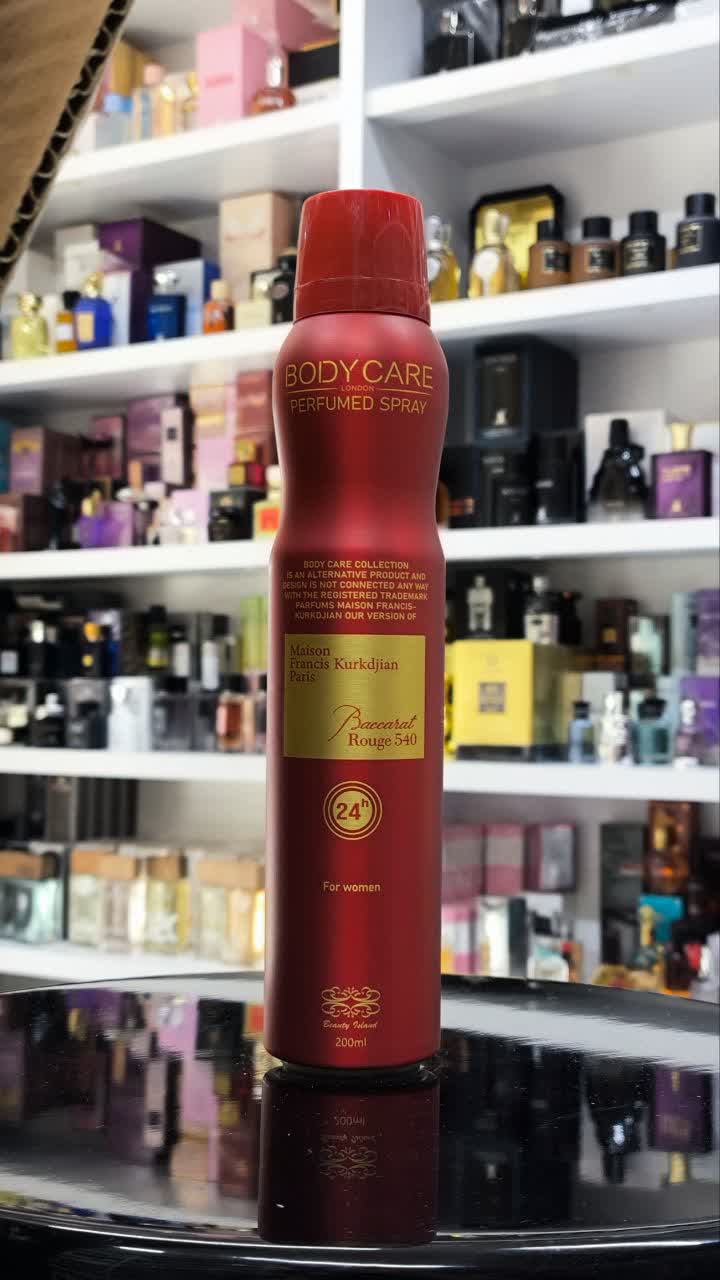 BODY CARE
LONDON
PERFUMED SPRAY
BODY CARE COLLECTION
IS AN ALTERNATIVE PRODUCT AND
DESIGN IS NOT CONNECTED ANY WAY
WITH THE REGISTERED TRADEMARK
PARFUMS MAISON FRANCIS-
KURKDJIAN OUR VERSION OF
Maison
Francis Kurkdjian
Paris
Baccarat
Rouge 540
24h
For women
Beauty Island
200ml